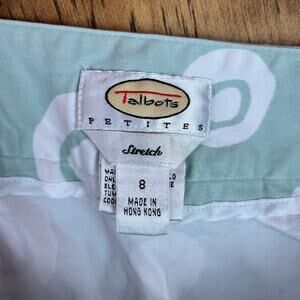 Talbots
PETITES
Stretch
8
MADE IN
HONG KONG